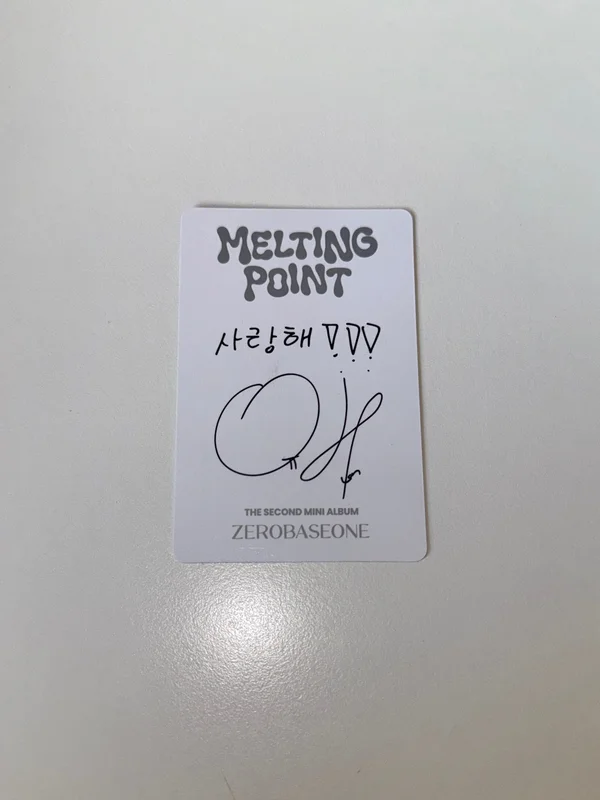 MELTING
POINT
사랑해 !!!
THE SECOND MINI ALBUM
ZEROBASEONE